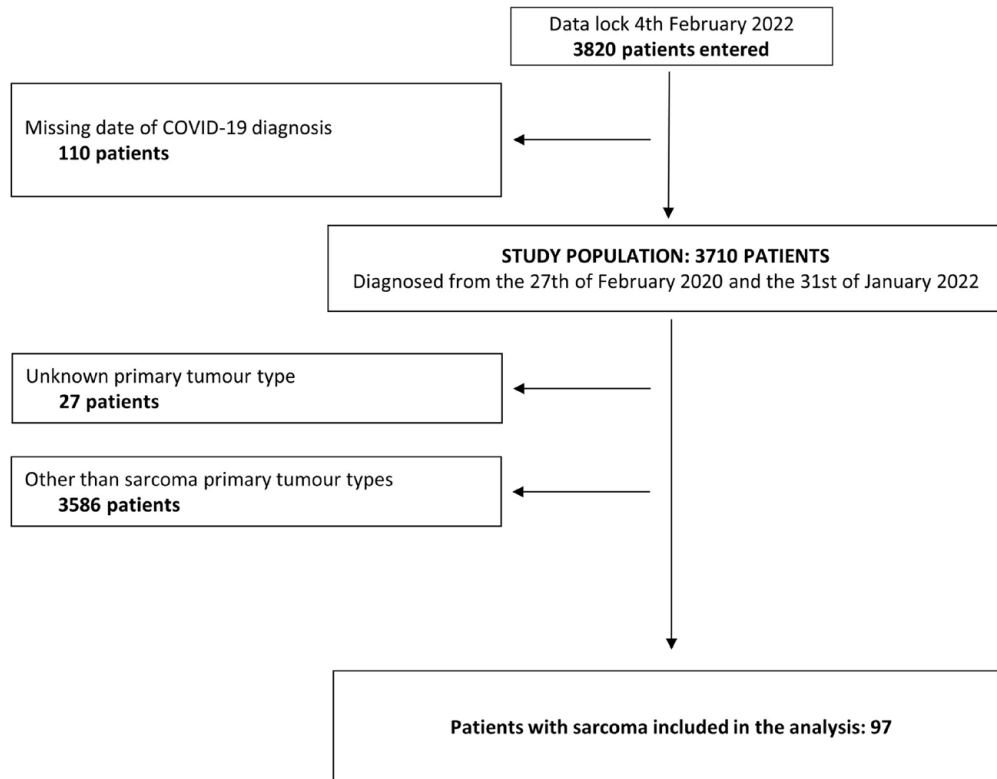 Data lock 4th February 2022
3820 patients entered
Missing date of COVID-19 diagnosis
110 patients
STUDY POPULATION: 3710 PATIENTS
Diagnosed from the 27th of February 2020 and the 31st of January 2022
Unknown primary tumour type
27 patients
Other than sarcoma primary tumour types
3586 patients
Patients with sarcoma included in the analysis: 97